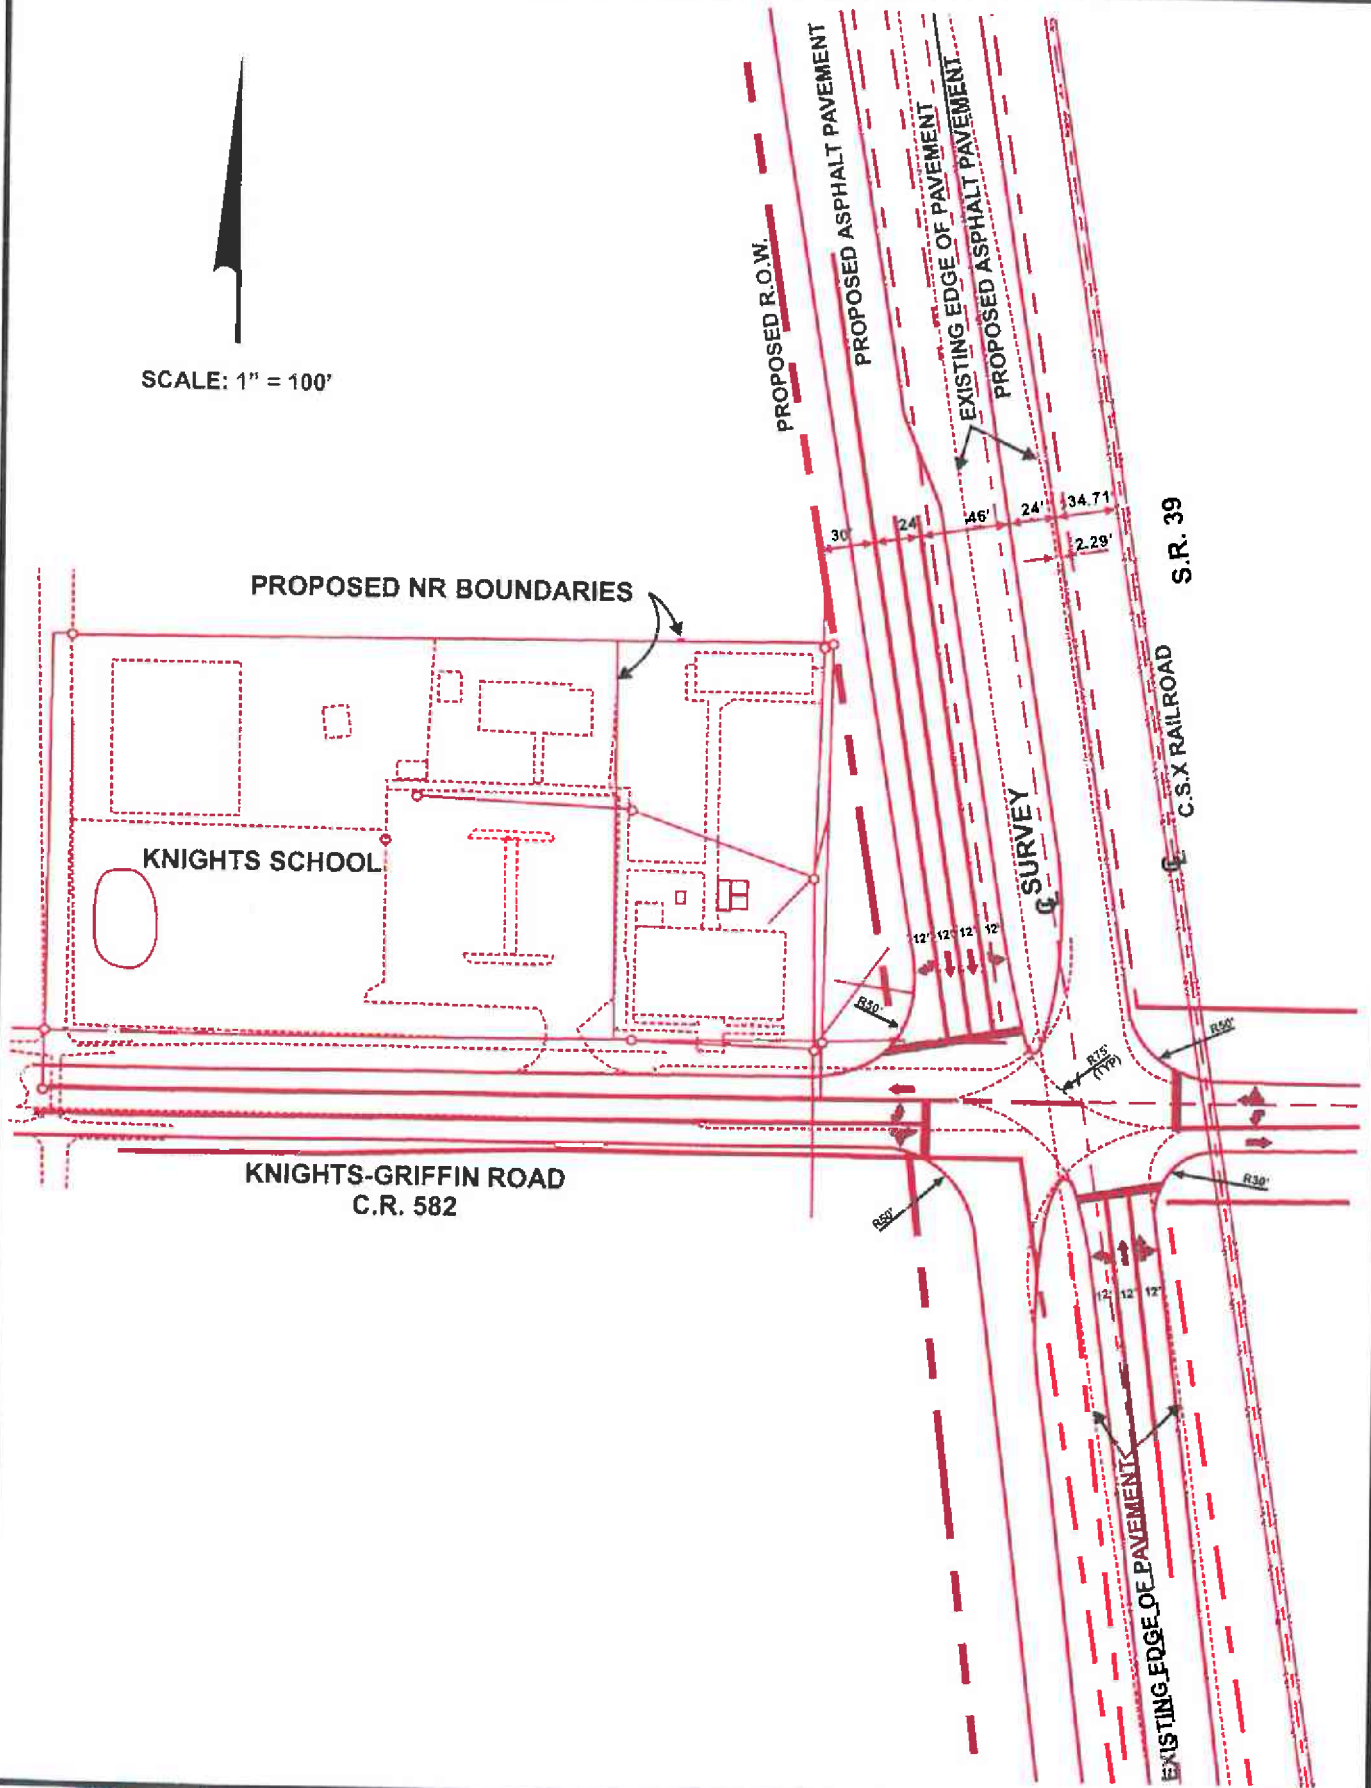 SCALE: 1" = 100'
PROPOSED R.O.W.
PROPOSED ASPHALT PAVEMENT
EXISTING EDGE OF PAVEMENT
PROPOSED ASPHALT PAVEMENT
30'
24'
46'
24'
34.71'
2.29'
S.R. 39
C.S.X RAILROAD
℄
PROPOSED NR BOUNDARIES
KNIGHTS SCHOOL
℄ SURVEY
12' 12' 12' 12'
R50'
R75'
(TYP)
R50'
KNIGHTS-GRIFFIN ROAD
C.R. 582
R50'
R30'
12' 12' 12'
EXISTING EDGE OF PAVEMENT